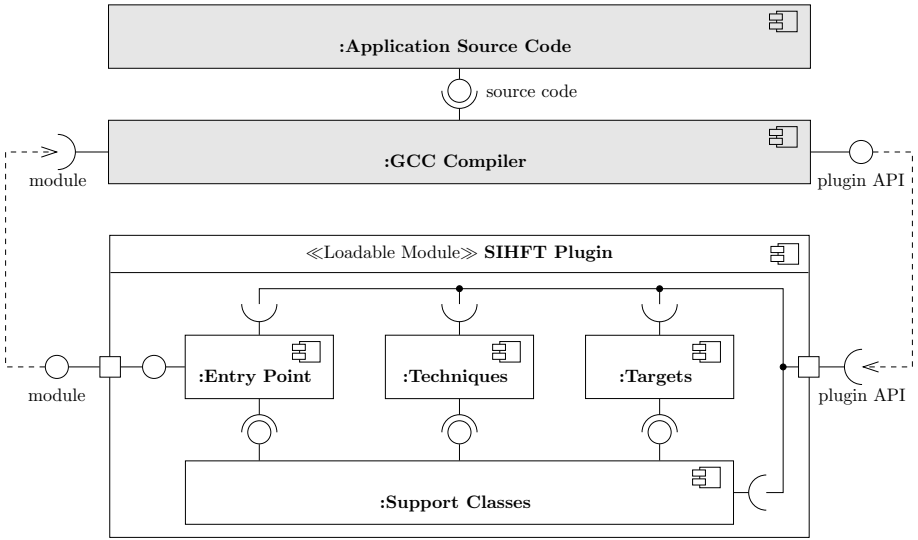 :Application Source Code
source code
:GCC Compiler
module
plugin API
≪Loadable Module≫ SIHFT Plugin
:Entry Point
:Techniques
:Targets
module
plugin API
:Support Classes